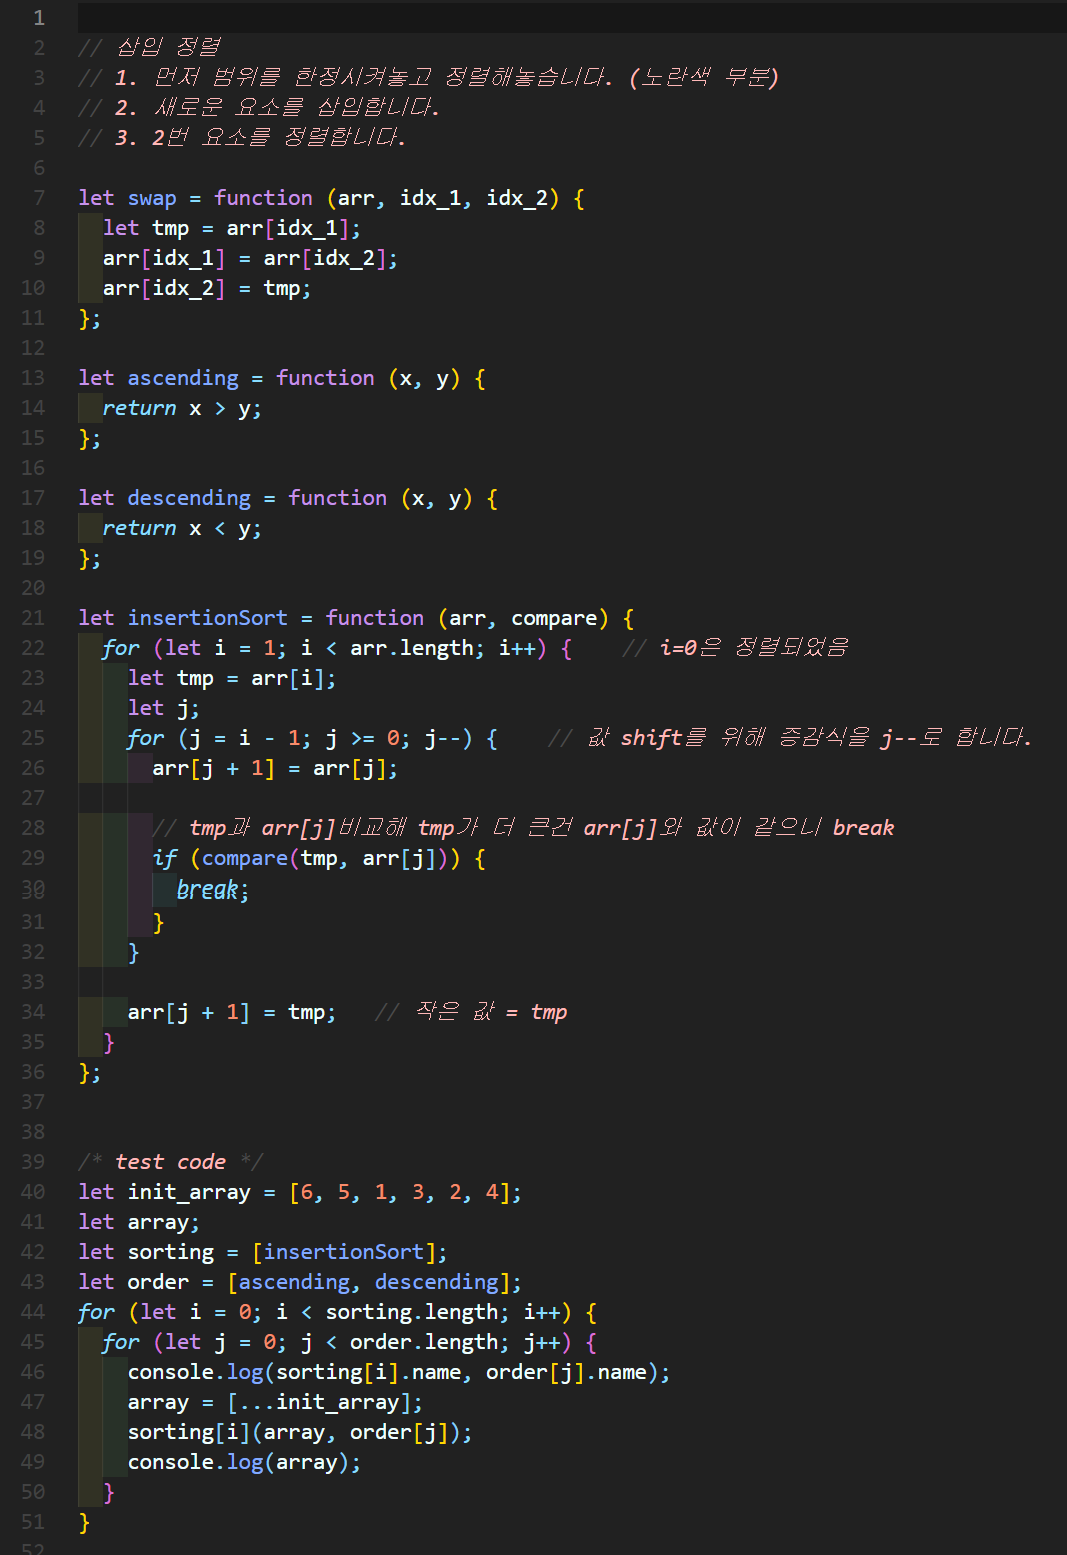 1
2 // 삽입 정렬
3 // 1. 먼저 범위를 한정시켜놓고 정렬해놓습니다. (노란색 부분)
4 // 2. 새로운 요소를 삽입합니다.
5 // 3. 2번 요소를 정렬합니다.
6
7 let swap = function (arr, idx_1, idx_2) {
8   let tmp = arr[idx_1];
9   arr[idx_1] = arr[idx_2];
10   arr[idx_2] = tmp;
11 };
12
13 let ascending = function (x, y) {
14   return x > y;
15 };
16
17 let descending = function (x, y) {
18   return x < y;
19 };
20
21 let insertionSort = function (arr, compare) {
22   for (let i = 1; i < arr.length; i++) {    // i=0은 정렬되었음
23     let tmp = arr[i];
24     let j;
25     for (j = i - 1; j >= 0; j--) {    // 값 shift를 위해 증감식을 j--로 합니다.
26       arr[j + 1] = arr[j];
27
28       // tmp과 arr[j]비교해 tmp가 더 큰건 arr[j]와 값이 같으니 break
29       if (compare(tmp, arr[j])) {
30         break;
31       }
32     }
33
34     arr[j + 1] = tmp;   // 작은 값 = tmp
35   }
36 };
37
38
39 /* test code */
40 let init_array = [6, 5, 1, 3, 2, 4];
41 let array;
42 let sorting = [insertionSort];
43 let order = [ascending, descending];
44 for (let i = 0; i < sorting.length; i++) {
45   for (let j = 0; j < order.length; j++) {
46     console.log(sorting[i].name, order[j].name);
47     array = [...init_array];
48     sorting[i](array, order[j]);
49     console.log(array);
50   }
51 }
52